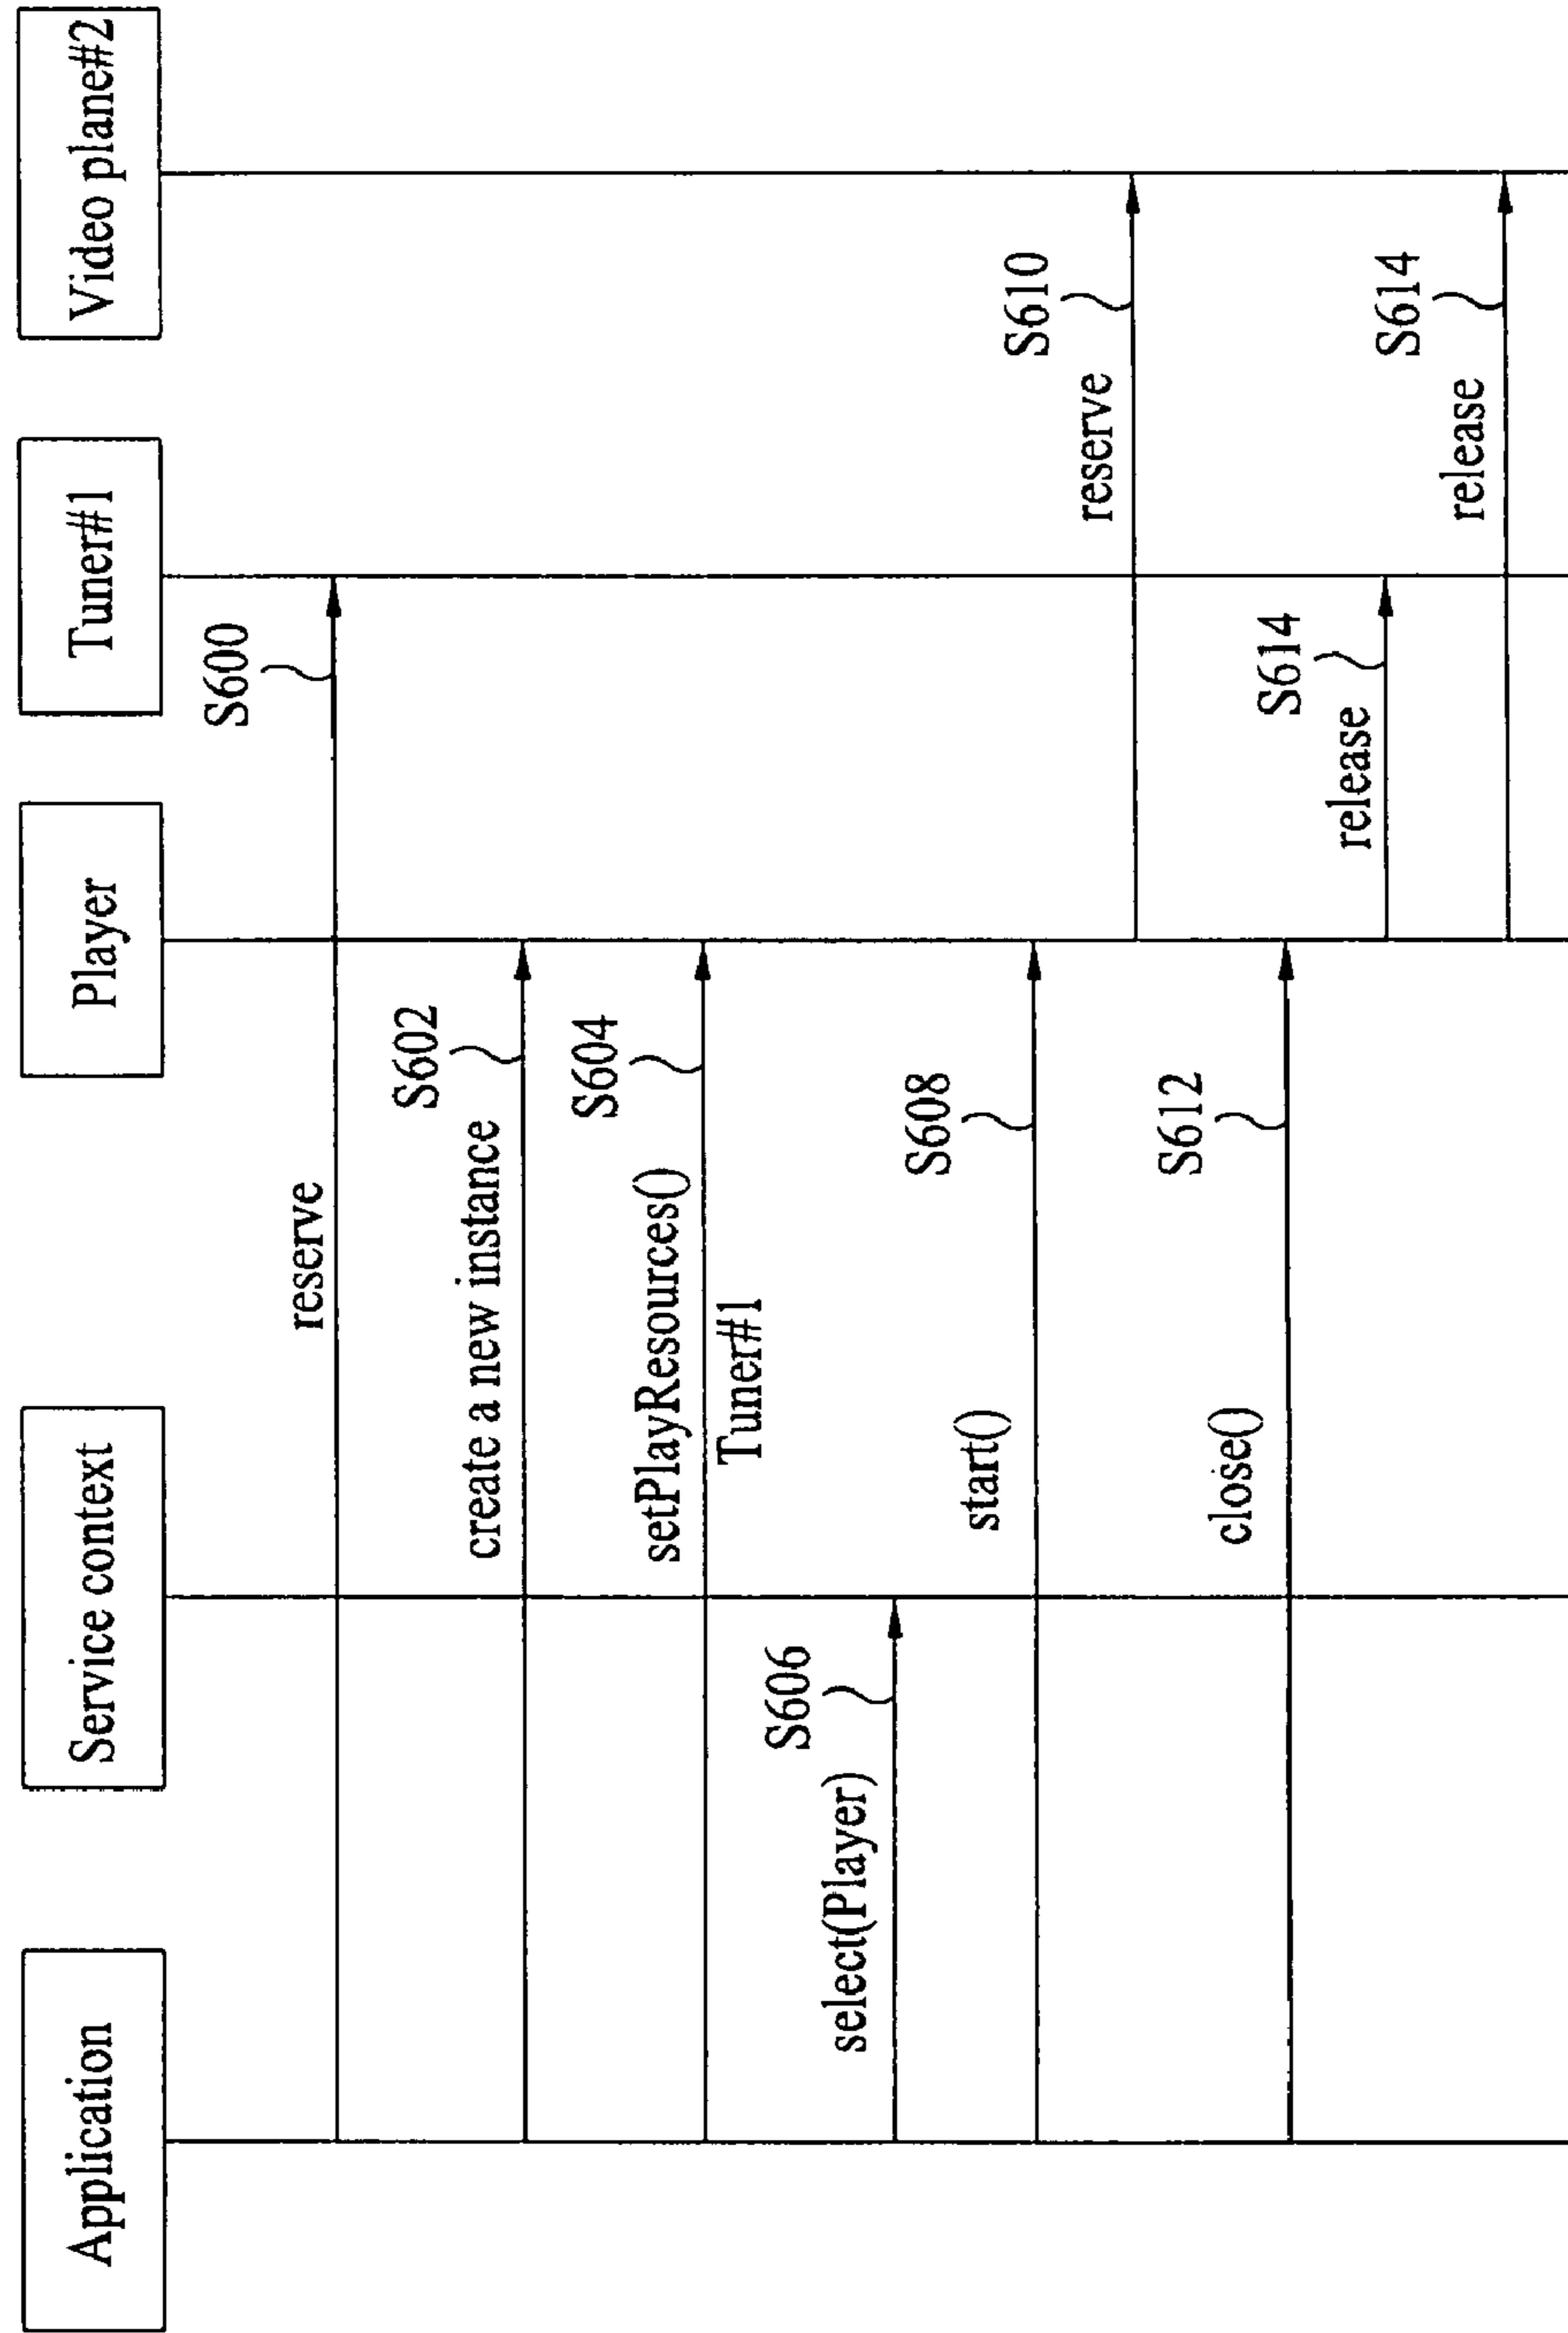 Application
Service context
Player
Tuner#1
Video plane#2
reserve
S600
create a new instance
S602
setPlayResources()
S604
Tuner#1
select(Player)
S606
start()
S608
reserve
S610
close()
S612
release
S614
release
S614